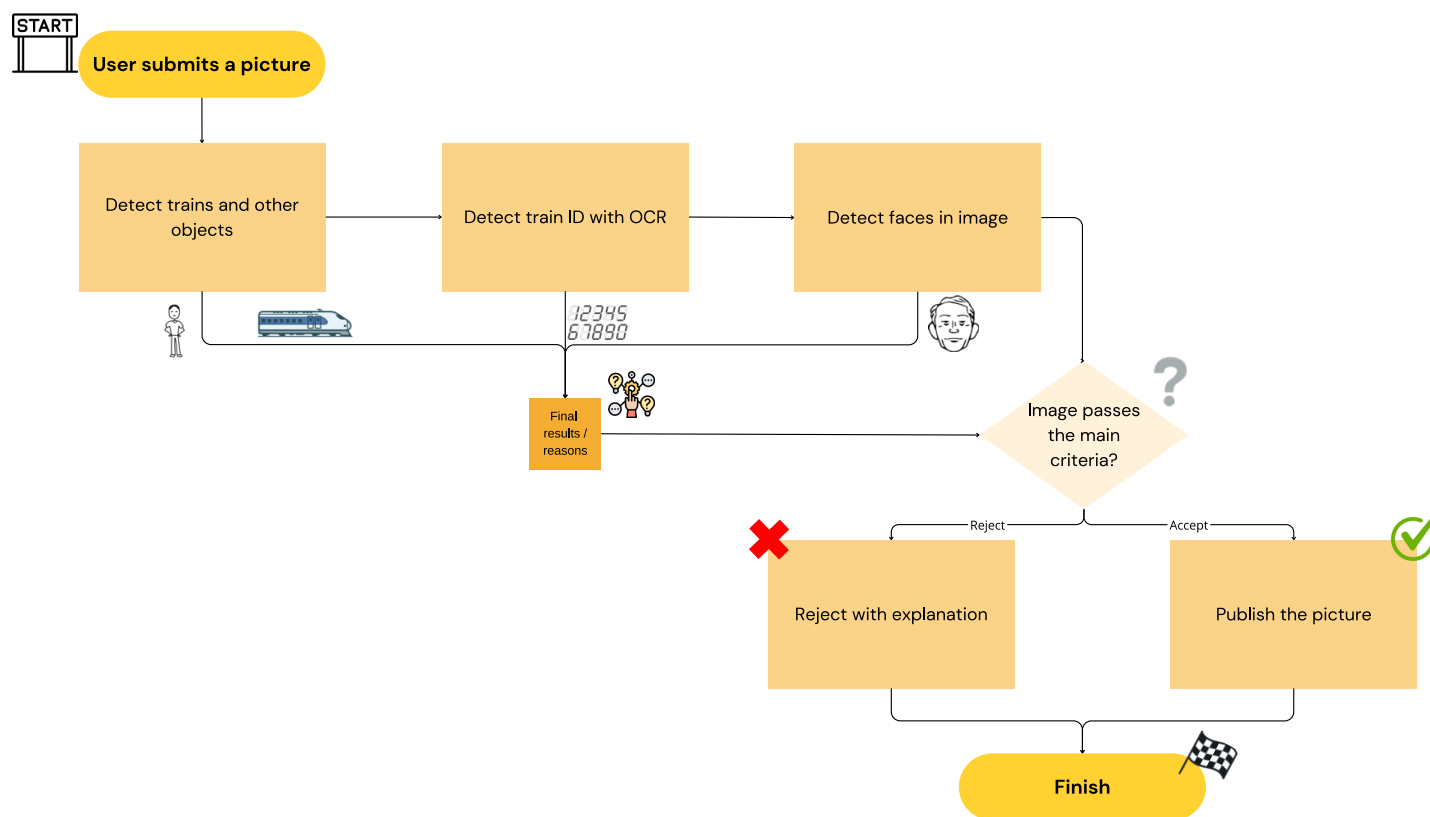 START
User submits a picture
Detect trains and other
objects
Detect train ID with OCR
Detect faces in image
12345
67890
Final
results /
reasons
?
?
?
Image passes
the main
criteria?
Reject
Accept
Reject with explanation
Publish the picture
Finish